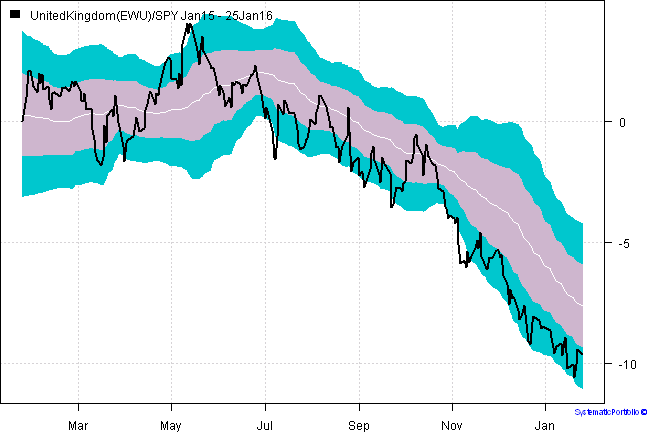 UnitedKingdom(EWU)/SPY Jan15 - 25Jan16
0
-5
-10
Mar May Jul Sep Nov Jan
SystematicPortfolio ©